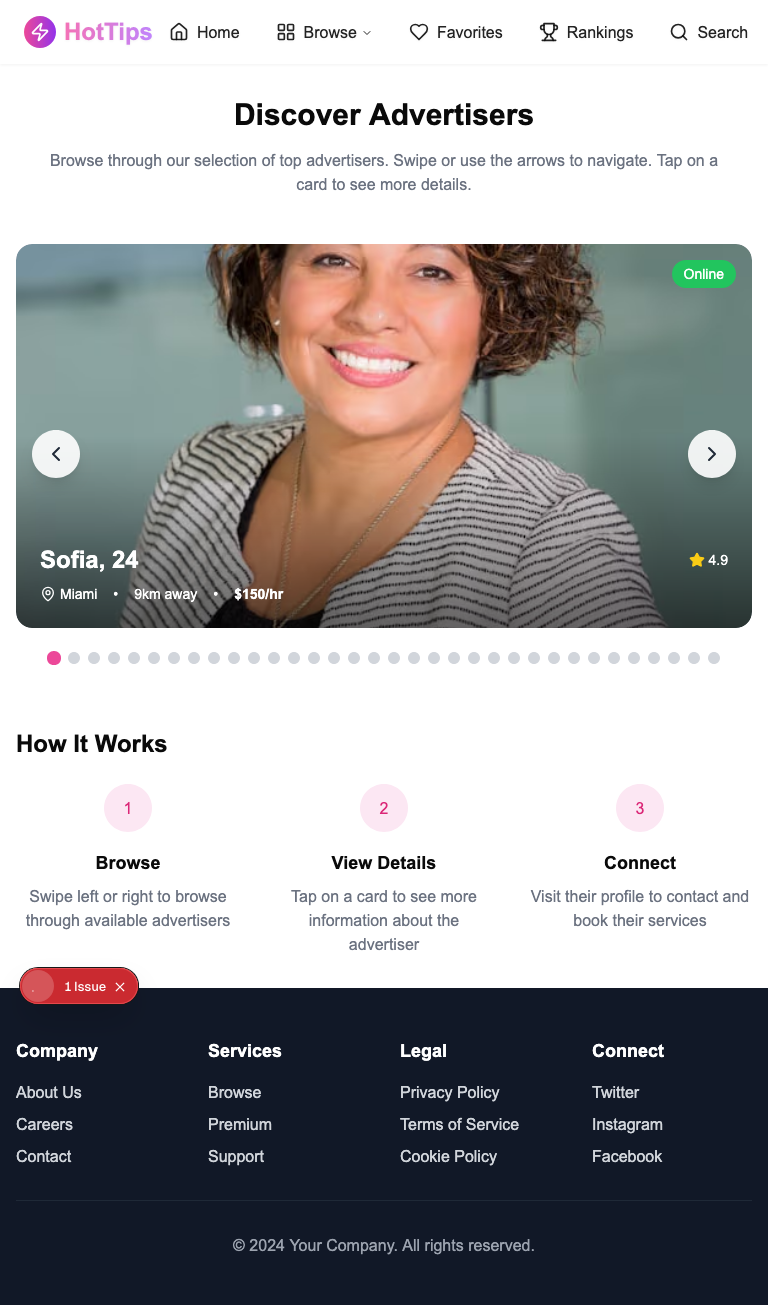 HotTips
Home
Browse
Favorites
Rankings
Search
Discover Advertisers
Browse through our selection of top advertisers. Swipe or use the arrows to navigate. Tap on a
card to see more details.
Online
Sofia, 24
4.9
Miami • 9km away • $150/hr
How It Works
1
2
3
Browse
View Details
Connect
Swipe left or right to browse
through available advertisers
Tap on a card to see more
information about the
advertiser
Visit their profile to contact and
book their services
1 Issue
Company
Services
Legal
Connect
About Us
Browse
Privacy Policy
Twitter
Careers
Premium
Terms of Service
Instagram
Contact
Support
Cookie Policy
Facebook
© 2024 Your Company. All rights reserved.